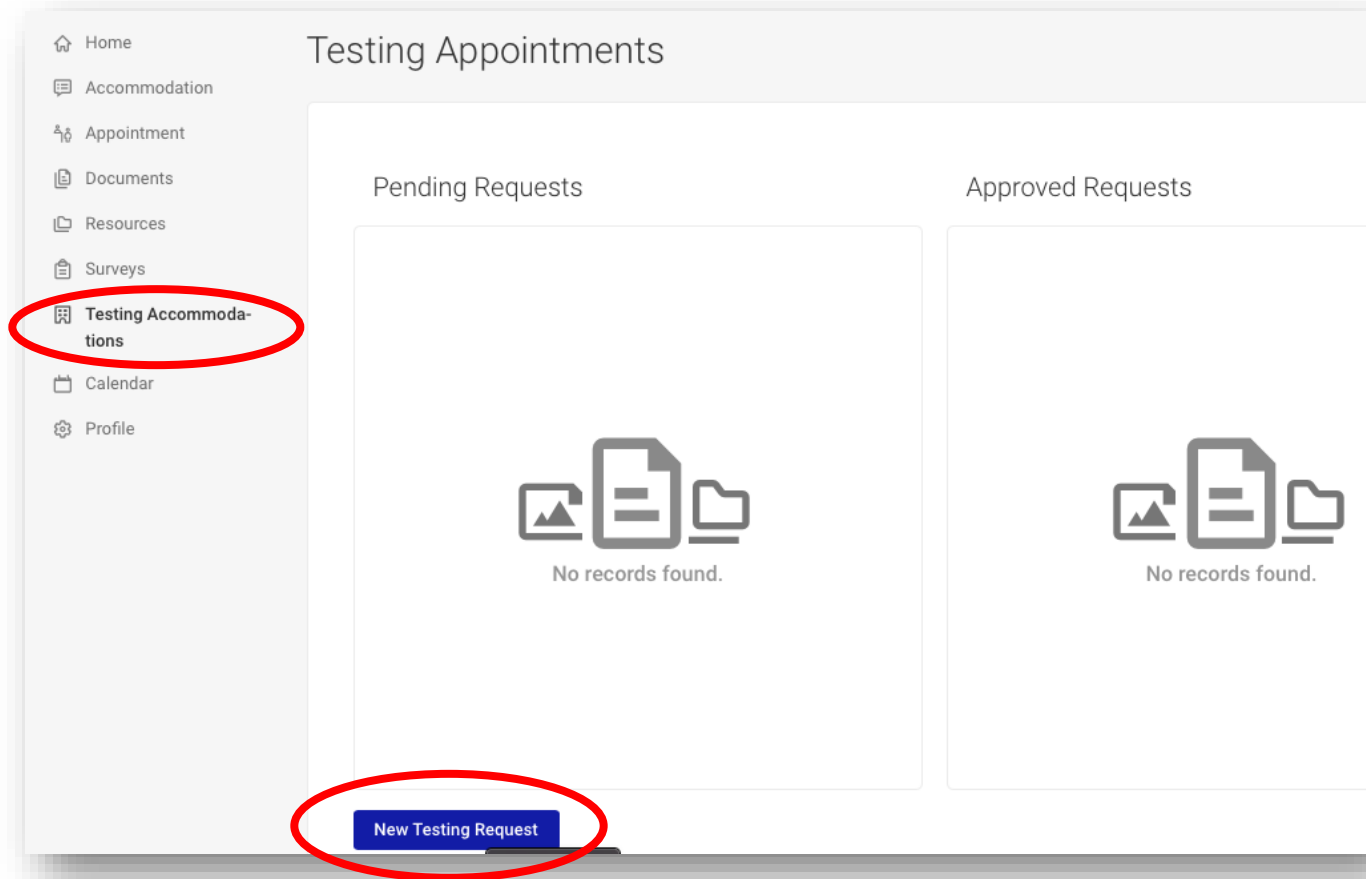 Home
Accommodation
Appointment
Documents
Resources
Surveys
Testing Accommoda-
tions
Calendar
Profile
Testing Appointments
Pending Requests
No records found.
Approved Requests
No records found.
New Testing Request